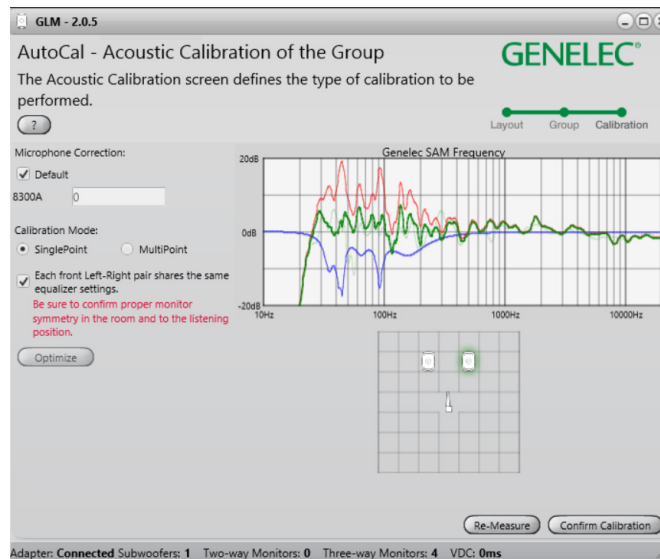 GLM - 2.0.5
AutoCal - Acoustic Calibration of the Group
GENELEC®
The Acoustic Calibration screen defines the type of calibration to be
performed.
?
Layout Group Calibration
Microphone Correction:
Default
8300A 0
Calibration Mode:
SinglePoint MultiPoint
Each front Left-Right pair shares the same
equalizer settings.
Be sure to confirm proper monitor
symmetry in the room and to the listening
position.
Optimize
Genelec SAM Frequency
20dB
0dB
-20dB
10Hz 100Hz 1000Hz 10000Hz
Re-Measure Confirm Calibration
Adapter: Connected Subwoofers: 1 Two-way Monitors: 0 Three-way Monitors: 4 VDC: 0ms